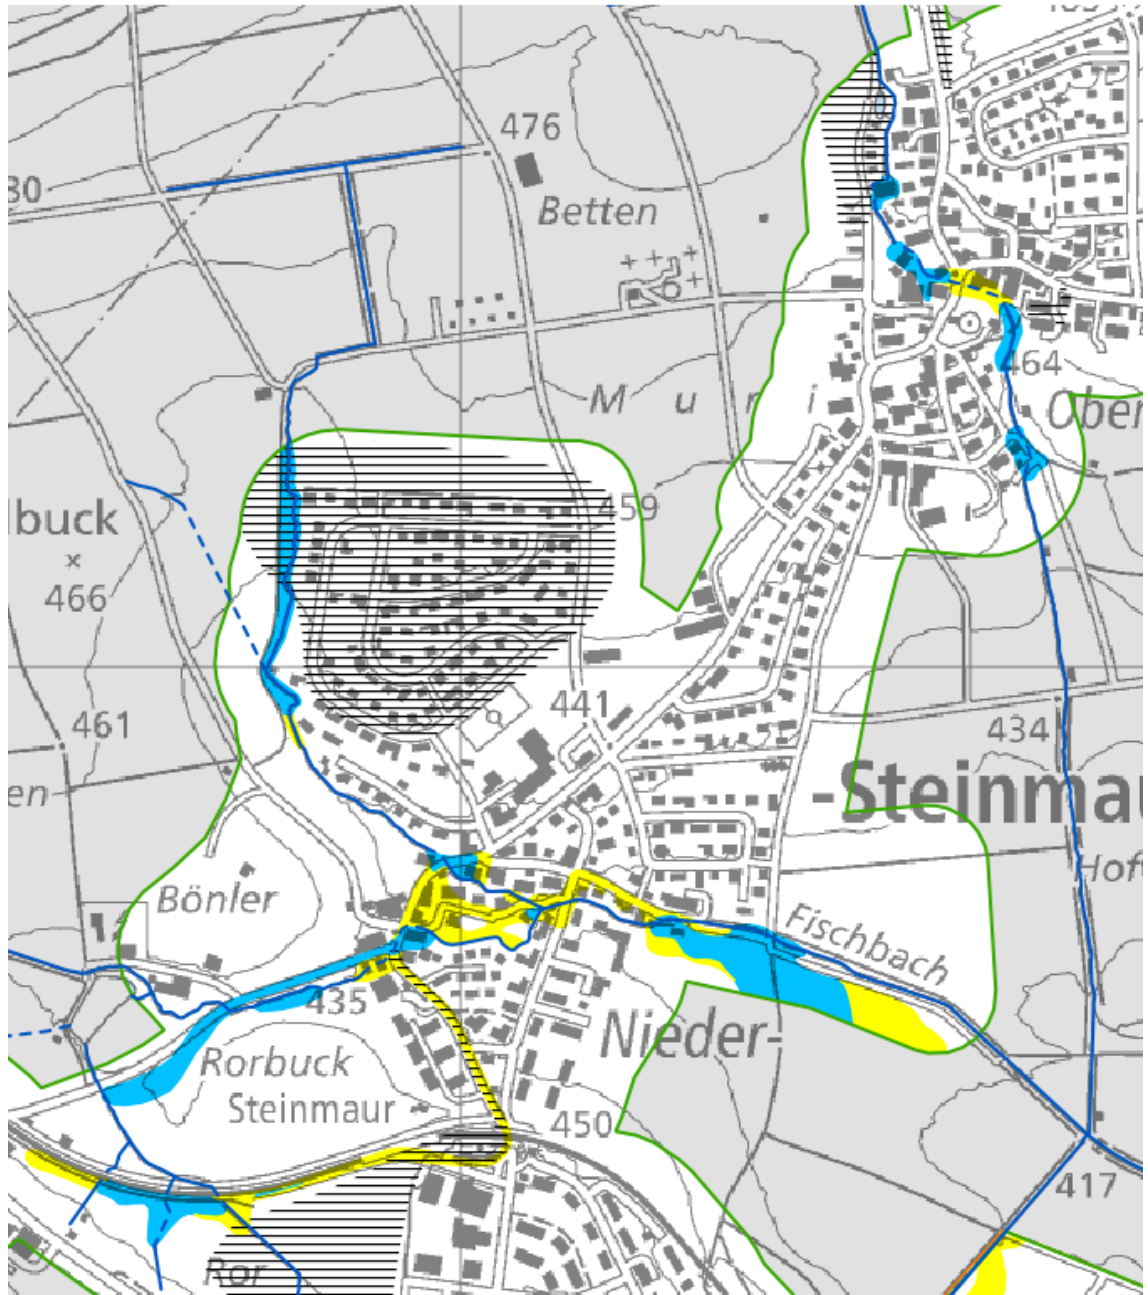 476
30
Betten
464
M u r i
Ober
lbuck
459
466
461
441
434
-Steinmau
en
Hof
Bönler
Fischbach
435
Nieder-
Rorbuck
Steinmaur
450
417
Ror